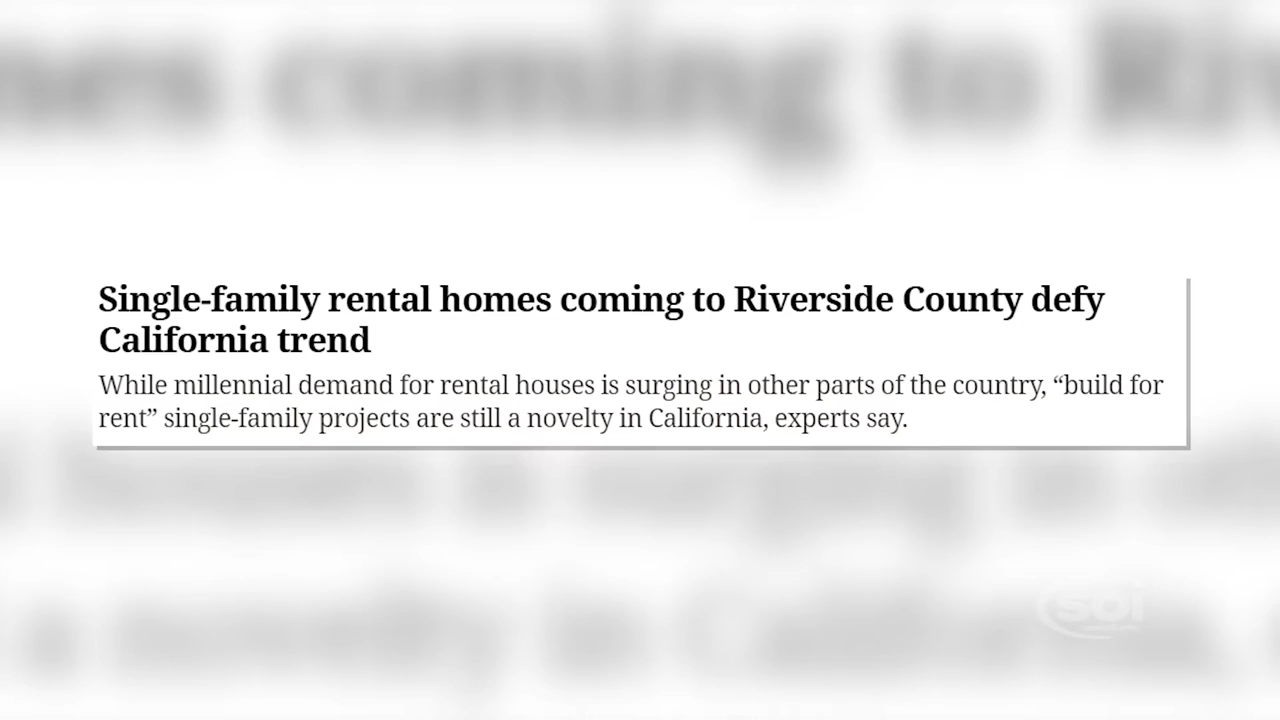 Single-family rental homes coming to Riverside County defy
California trend
While millennial demand for rental houses is surging in other parts of the country, “build for
rent” single-family projects are still a novelty in California, experts say.